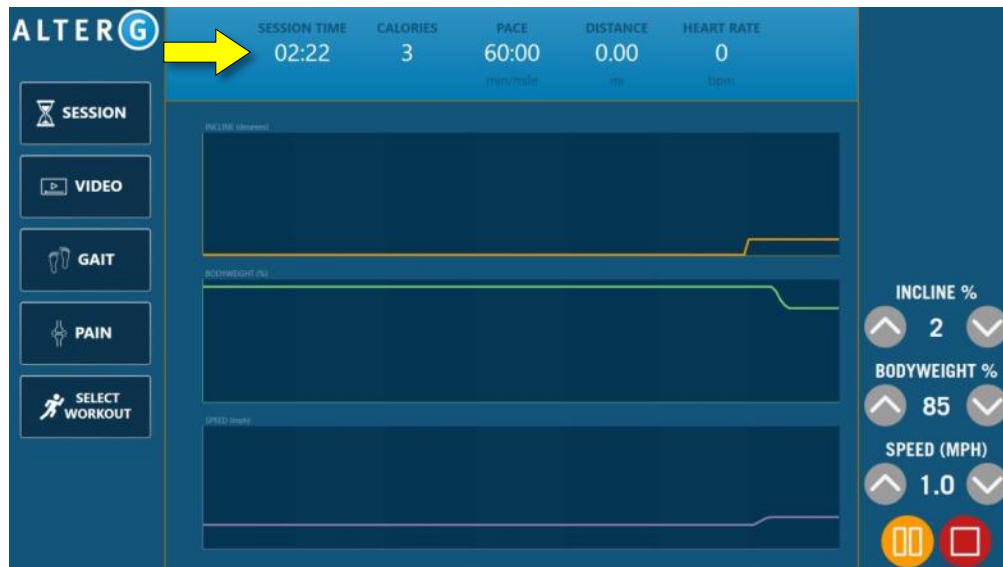 ALTERG
SESSION TIME
02:22
CALORIES
3
PACE
60:00
min/mile
DISTANCE
0.00
mi
HEART RATE
0
bpm
SESSION
VIDEO
GAIT
PAIN
SELECT
WORKOUT
INCLINE (degrees)
BODYWEIGHT (%)
SPEED (mph)
INCLINE %
2
BODYWEIGHT %
85
SPEED (MPH)
1.0